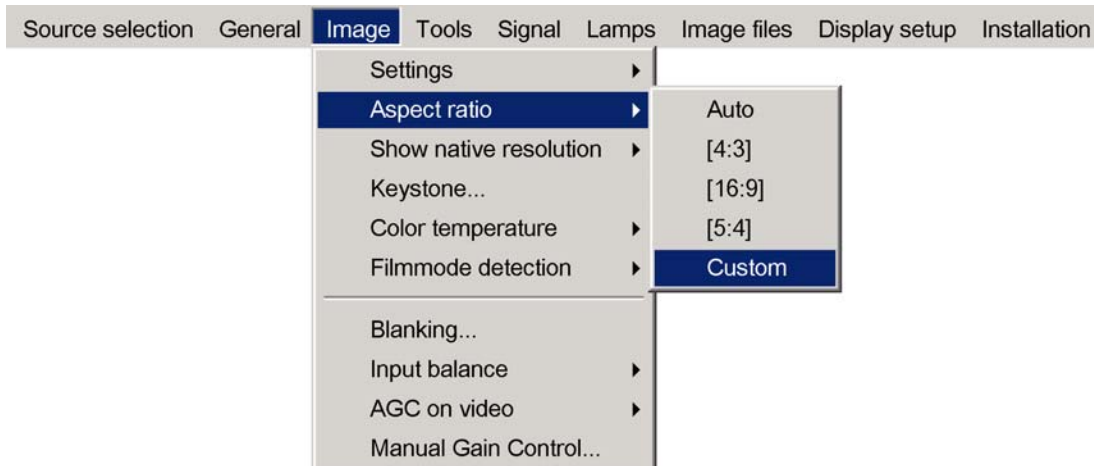 Source selection General Image Tools Signal Lamps Image files Display setup Installation
Settings
Aspect ratio
Auto
Show native resolution
[4:3]
Keystone...
[16:9]
Color temperature
[5:4]
Filmmode detection
Custom
Blanking...
Input balance
AGC on video
Manual Gain Control...